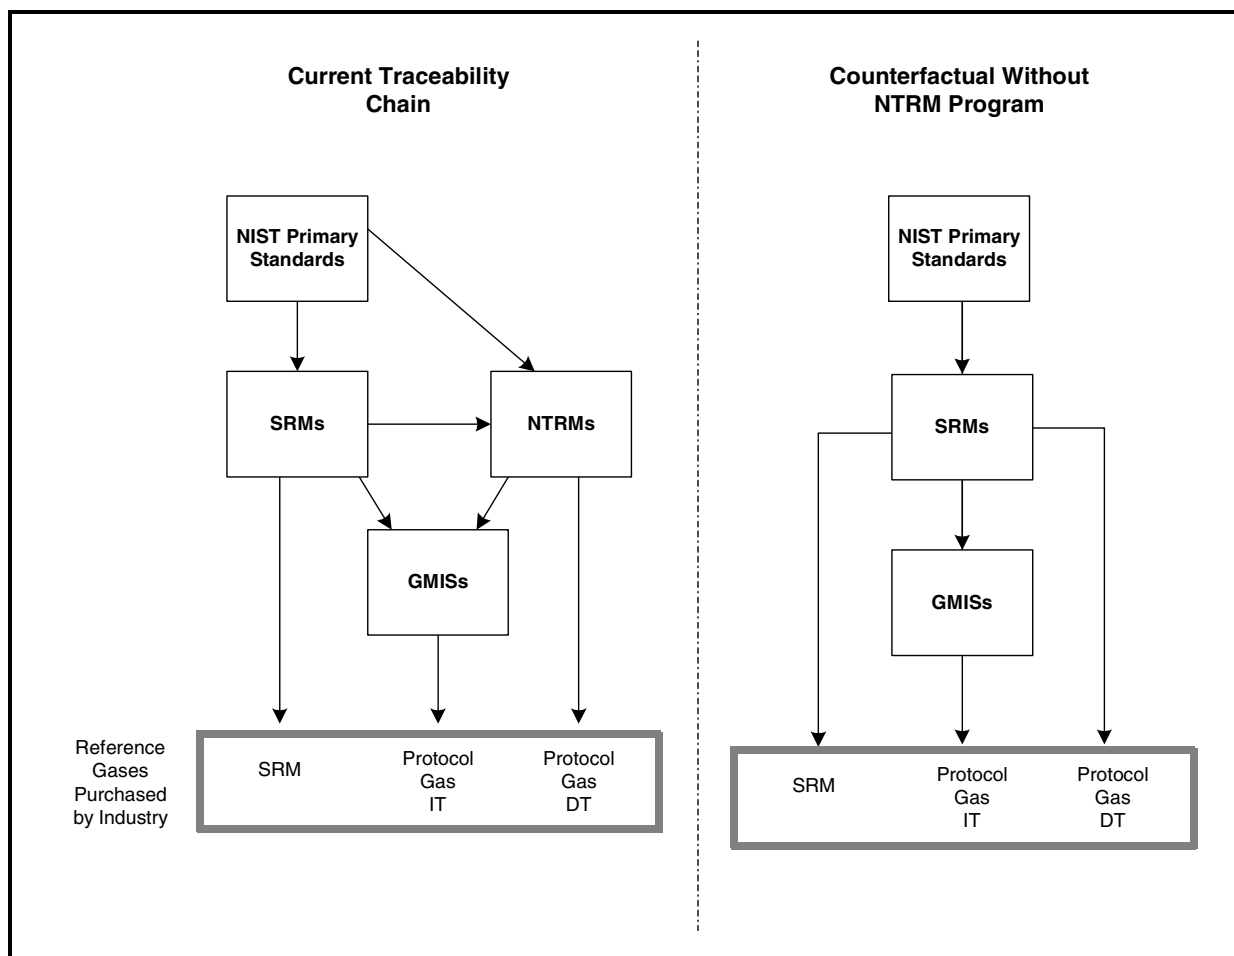 Current Traceability
Chain
NIST Primary
Standards
SRMs
NTRMs
GMISs
Reference
Gases
Purchased
by Industry
SRM
Protocol
Gas
IT
Protocol
Gas
DT
Counterfactual Without
NTRM Program
NIST Primary
Standards
SRMs
GMISs
SRM
Protocol
Gas
IT
Protocol
Gas
DT